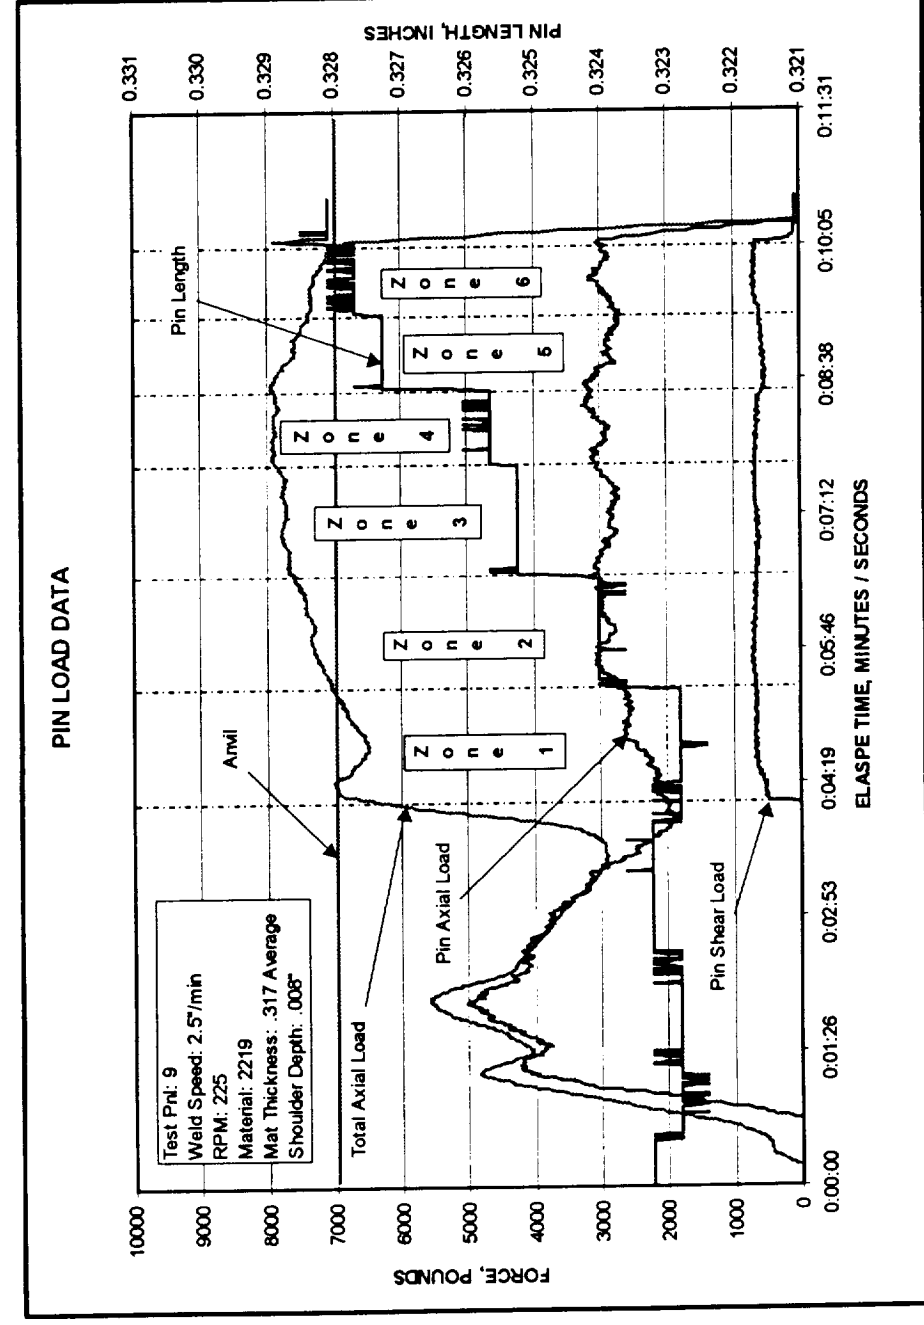 PIN LOAD DATA
Test Pnl: 9
Weld Speed: 2.5"/min
RPM: 225
Material: 2219
Mat Thickness: .317 Average
Shoulder Depth: .008"
Anvil
Pin Length
Total Axial Load
Pin Axial Load
Pin Shear Load
Zone 1
Zone 2
Zone 3
Zone 4
Zone 5
Zone 6
FORCE, POUNDS
10000
9000
8000
7000
6000
5000
4000
3000
2000
1000
0
PIN LENGTH, INCHES
0.331
0.330
0.329
0.328
0.327
0.326
0.325
0.324
0.323
0.322
0.321
0:00:00
0:01:26
0:02:53
0:04:19
0:05:46
0:07:12
0:08:38
0:10:05
0:11:31
ELASPE TIME, MINUTES / SECONDS